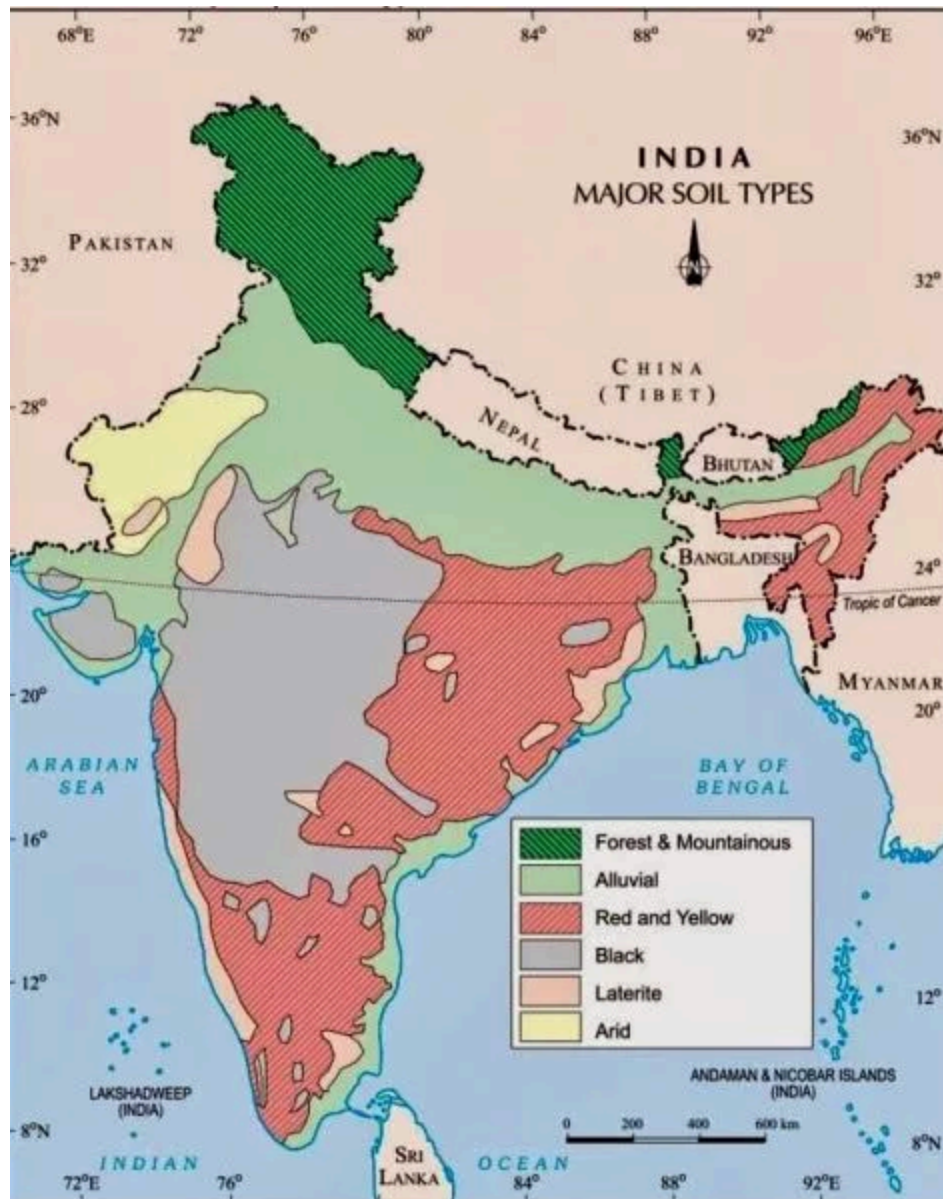 68°E 72° 76° 80° 84° 88° 92° 96°E
36°N
36°N
INDIA
MAJOR SOIL TYPES
N
PAKISTAN
32°
32°
CHINA
(TIBET)
28°
NEPAL
BHUTAN
28°
BANGLADESH
24°
Tropic of Cancer
MYANMAR
20°
20°
ARABIAN
SEA
BAY OF
BENGAL
16°
Forest & Mountainous
Alluvial
Red and Yellow
Black
Laterite
Arid
12°
12°
LAKSHADWEEP
(INDIA)
ANDAMAN & NICOBAR ISLANDS
(INDIA)
0 200 400 600 km
8°N
8°N
INDIAN OCEAN
SRI
LANKA
72°E 76° 84° 88° 92°E